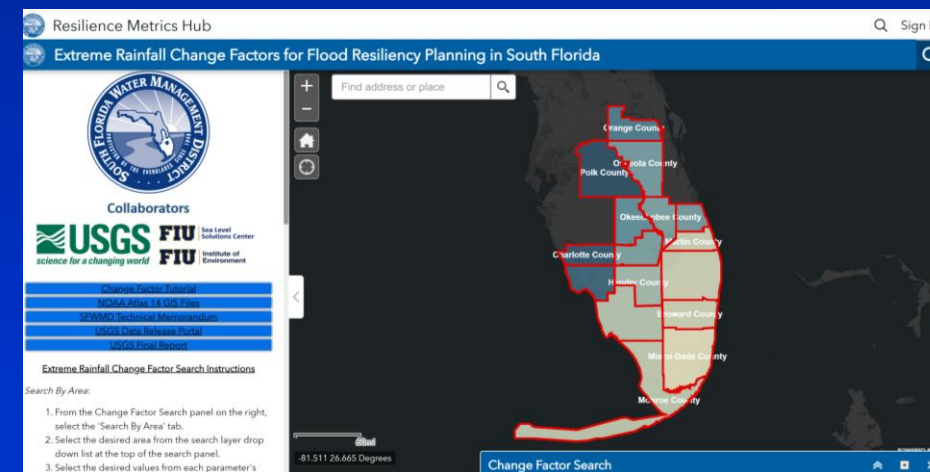 Resilience Metrics Hub
Sign
Extreme Rainfall Change Factors for Flood Resiliency Planning in South Florida
SOUTH FLORIDA WATER MANAGEMENT DISTRICT
Collaborators
USGS
science for a changing world
FIU Sea Level Solutions Center
FIU Institute of Environment
Change Factor Tutorial
NOAA Atlas 14 GIS Files
SFWMD Technical Memorandum
USGS Data Release Portal
USGS Final Report
Extreme Rainfall Change Factor Search Instructions
Search By Area:
1. From the Change Factor Search panel on the right,
select the 'Search By Area' tab.
2. Select the desired area from the search layer drop
down list at the top of the search panel.
3. Select the desired values from each parameter's
+
Find address or place
−
Orange County
Osceola County
Polk County
Okeechobee County
Martin County
Charlotte County
Hendry County
Broward County
Miami-Dade County
Monroe County
60mi
-81.511 26.665 Degrees
Change Factor Search